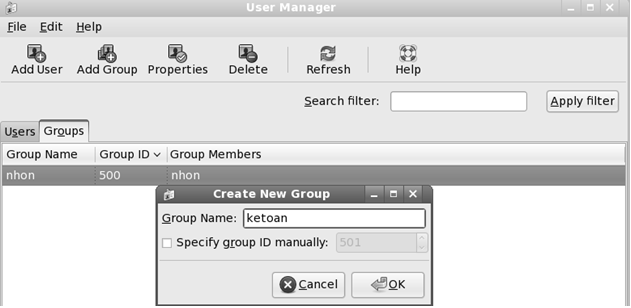 User Manager
File Edit Help
Add User Add Group Properties Delete Refresh Help
Search filter: Apply filter
Users Groups
Group Name Group ID Group Members
nhon 500 nhon
Create New Group
Group Name: ketoan
Specify group ID manually: 501
Cancel OK